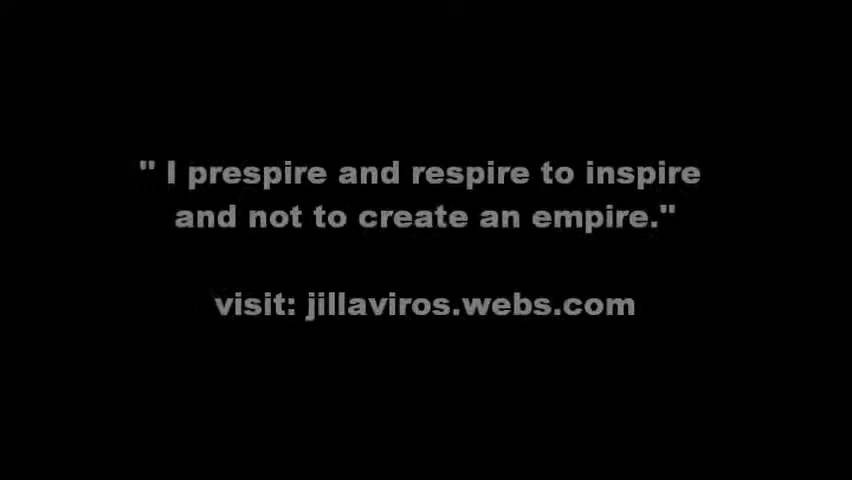 " I prespire and respire to inspire
and not to create an empire."
visit: jillaviros.webs.com